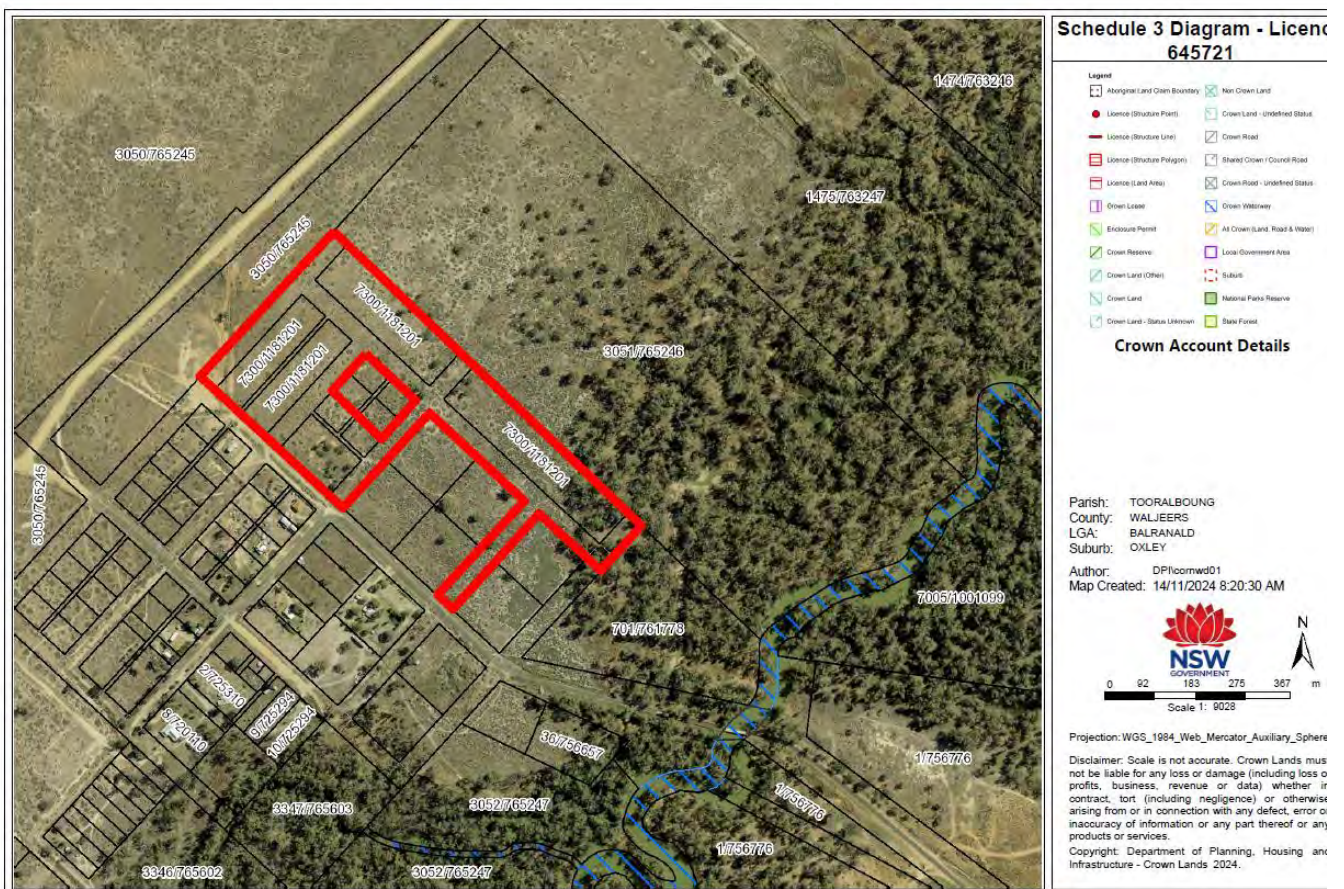 Schedule 3 Diagram - Licenc
645721
Legend
Aboriginal Land Claim Boundary
Licence (Structure Point)
Licence (Structure Line)
Licence (Structure Polygon)
Licence (Land Area)
Crown Lease
Enclosure Permit
Crown Reserve
Crown Land (Other)
Crown Land
Crown Land - Status Unknown
Non Crown Land
Crown Land - Undefined Status
Crown Road
Shared Crown / Council Road
Crown Road - Undefined Status
Crown Waterway
All Crown (Land, Road & Water)
Local Government Area
Suburb
National Parks Reserve
State Forest
Crown Account Details
Parish: TOORALBOUNG
County: WALJEERS
LGA: BALRANALD
Suburb: OXLEY
Author: DPI\cornwd01
Map Created: 14/11/2024 8:20:30 AM
NSW
GOVERNMENT
N
0 92 183 275 367 m
Scale 1: 9028
Projection: WGS_1984_Web_Mercator_Auxiliary_Sphere
Disclaimer: Scale is not accurate. Crown Lands mus
not be liable for any loss or damage (including loss o
profits, business, revenue or data) whether in
contract, tort (including negligence) or otherwise
arising from or in connection with any defect, error o
inaccuracy of information or any part thereof or any
products or services.
Copyright: Department of Planning, Housing and
Infrastructure - Crown Lands 2024.
1474/763246
3050/765245
1475/763247
3050/765245
7300/1181201
7300/1181201
7300/1181201
3051/765246
7300/1181201
3050/765245
7005/1001099
701/761778
2/725310
8/720110
9/725294
10/725294
36/756657
1/756776
1/756776
3347/765603
3052/765247
1/756776
3346/765602
3052/765247